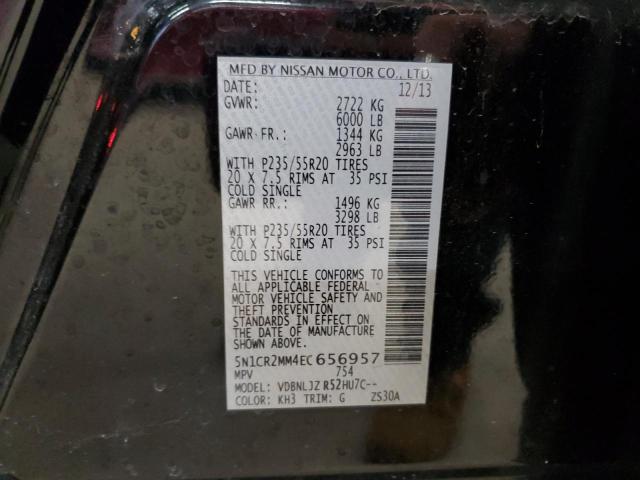 MFD BY NISSAN MOTOR CO., LTD.
DATE: 12/13
GVWR: 2722 KG
6000 LB
GAWR FR.: 1344 KG
2963 LB
WITH P235/55R20 TIRES
20 X 7.5 RIMS AT 35 PSI
COLD SINGLE
GAWR RR.: 1496 KG
3298 LB
WITH P235/55R20 TIRES
20 X 7.5 RIMS AT 35 PSI
COLD SINGLE
THIS VEHICLE CONFORMS TO
ALL APPLICABLE FEDERAL
MOTOR VEHICLE SAFETY AND
THEFT PREVENTION
STANDARDS IN EFFECT ON
THE DATE OF MANUFACTURE
SHOWN ABOVE.
5N1CR2MM4EC656957
MPV 754
MODEL: VDBNLJZ R52HU7C--
COLOR: KH3 TRIM: G ZS30A